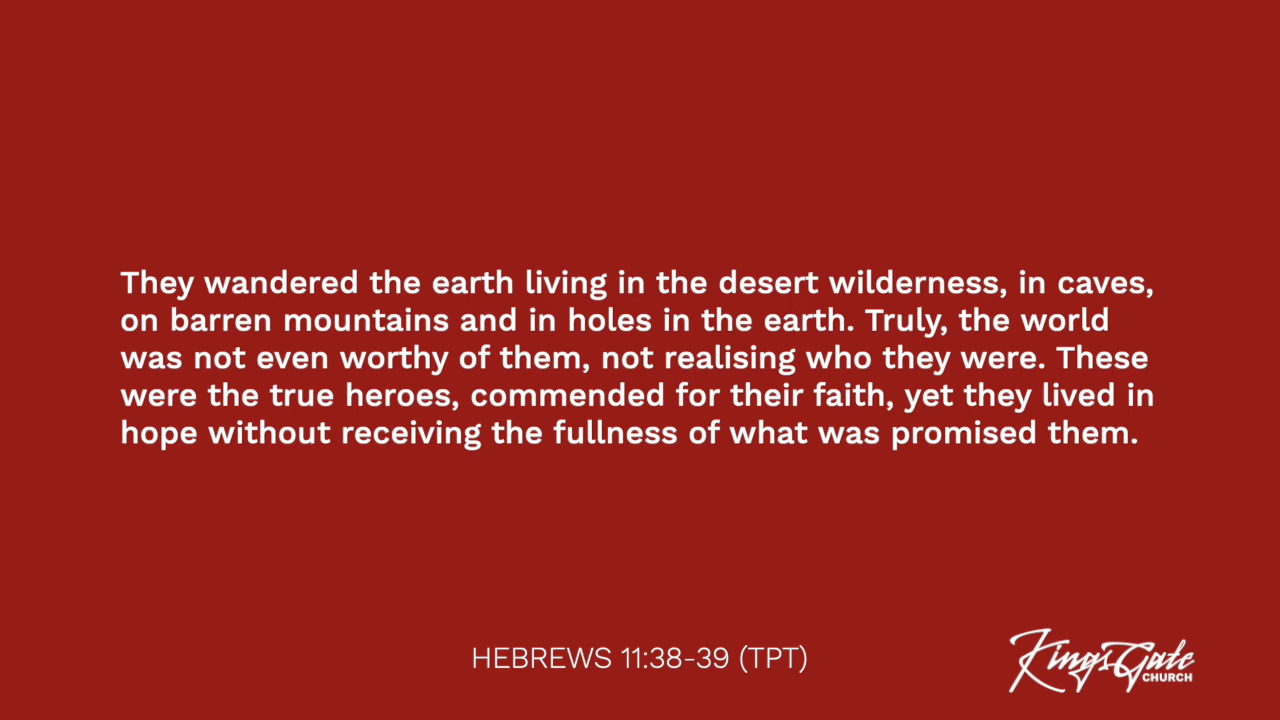 They wandered the earth living in the desert wilderness, in caves,
on barren mountains and in holes in the earth. Truly, the world
was not even worthy of them, not realising who they were. These
were the true heroes, commended for their faith, yet they lived in
hope without receiving the fullness of what was promised them.
HEBREWS 11:38-39 (TPT)
King's Gate
CHURCH